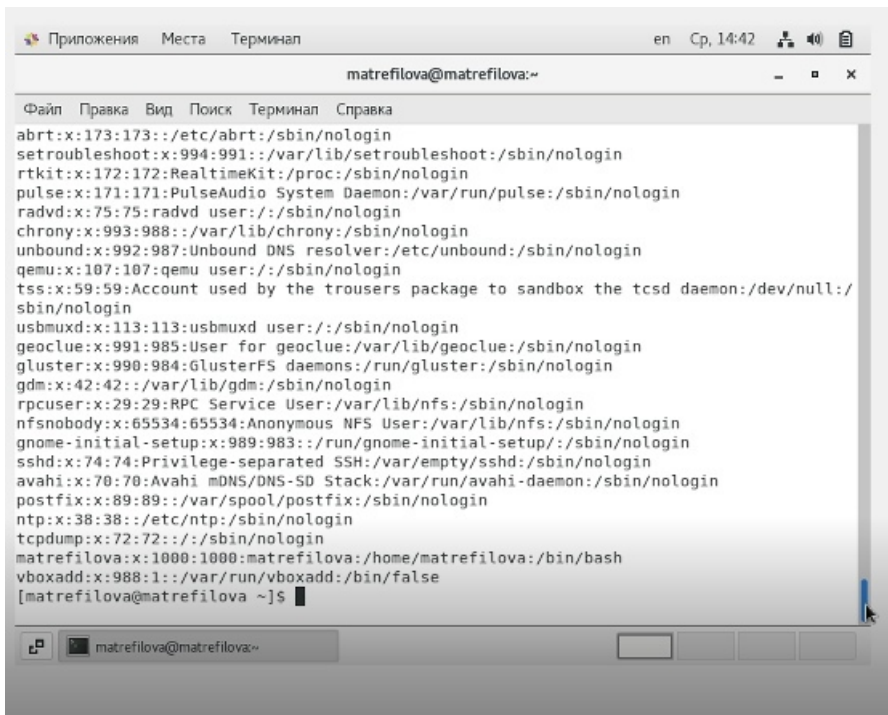 Приложения Места Терминал en Ср, 14:42
matrefilova@matrefilova:~
Файл Правка Вид Поиск Терминал Справка
abrt:x:173:173::/etc/abrt:/sbin/nologin
setroubleshoot:x:994:991::/var/lib/setroubleshoot:/sbin/nologin
rtkit:x:172:172:RealtimeKit:/proc:/sbin/nologin
pulse:x:171:171:PulseAudio System Daemon:/var/run/pulse:/sbin/nologin
radvd:x:75:75:radvd user:/:/sbin/nologin
chrony:x:993:988::/var/lib/chrony:/sbin/nologin
unbound:x:992:987:Unbound DNS resolver:/etc/unbound:/sbin/nologin
qemu:x:107:107:qemu user:/:/sbin/nologin
tss:x:59:59:Account used by the trousers package to sandbox the tcsd daemon:/dev/null:/
sbin/nologin
usbmuxd:x:113:113:usbmuxd user:/:/sbin/nologin
geoclue:x:991:985:User for geoclue:/var/lib/geoclue:/sbin/nologin
gluster:x:990:984:GlusterFS daemons:/run/gluster:/sbin/nologin
gdm:x:42:42::/var/lib/gdm:/sbin/nologin
rpcuser:x:29:29:RPC Service User:/var/lib/nfs:/sbin/nologin
nfsnobody:x:65534:65534:Anonymous NFS User:/var/lib/nfs:/sbin/nologin
gnome-initial-setup:x:989:983::/run/gnome-initial-setup/:/sbin/nologin
sshd:x:74:74:Privilege-separated SSH:/var/empty/sshd:/sbin/nologin
avahi:x:70:70:Avahi mDNS/DNS-SD Stack:/var/run/avahi-daemon:/sbin/nologin
postfix:x:89:89::/var/spool/postfix:/sbin/nologin
ntp:x:38:38::/etc/ntp:/sbin/nologin
tcpdump:x:72:72::/:/sbin/nologin
matrefilova:x:1000:1000:matrefilova:/home/matrefilova:/bin/bash
vboxadd:x:988:1::/var/run/vboxadd:/bin/false
[matrefilova@matrefilova ~]$
matrefilova@matrefilova:~